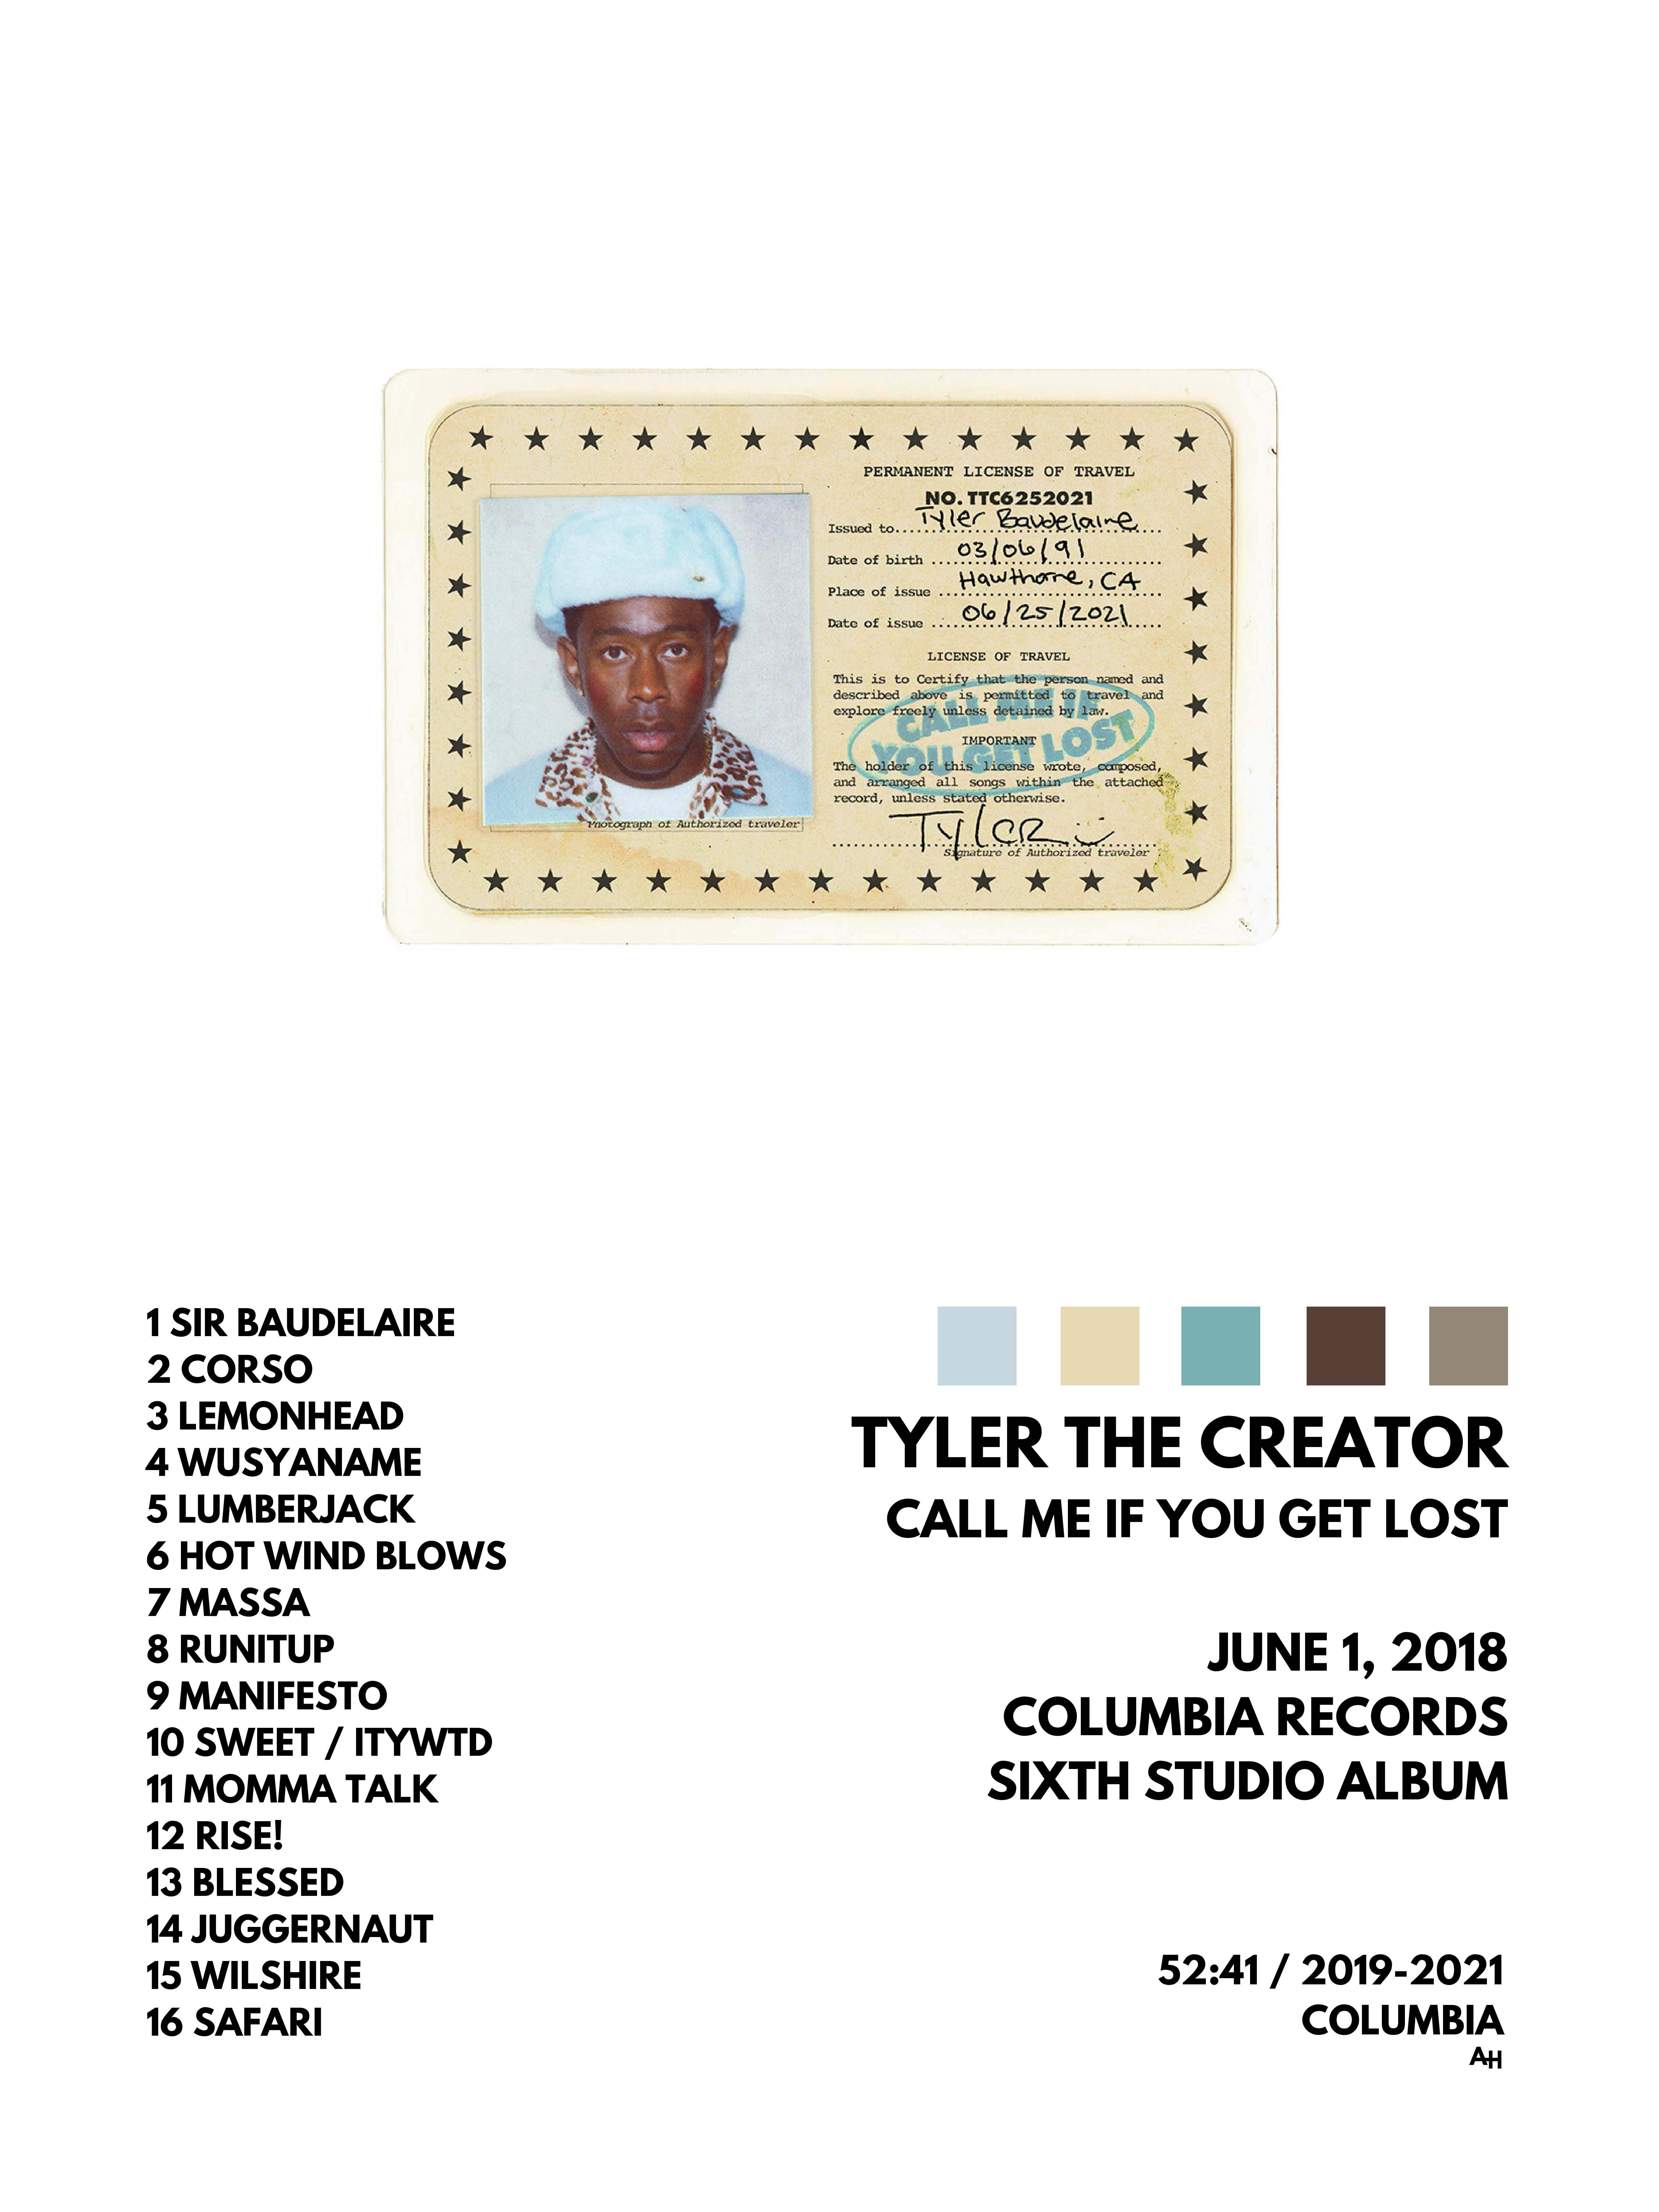 PERMANENT LICENSE OF TRAVEL
NO. TTC6252021
Issued to.....Tyler Baudelaire
Date of birth ..... 03/06/91
Place of issue ..... Hawthorne, CA
Date of issue ..... 06/25/2021
LICENSE OF TRAVEL
This is to Certify that the person named and
described above is permitted to travel and
explore freely unless detained by law.
CALL ME IF
YOU GET LOST
IMPORTANT
The holder of this license wrote, composed,
and arranged all songs within the attached
record, unless stated otherwise.
Tyler
Signature of Authorized traveler
Photograph of Authorized traveler
1 SIR BAUDELAIRE
2 CORSO
3 LEMONHEAD
4 WUSYANAME
5 LUMBERJACK
6 HOT WIND BLOWS
7 MASSA
8 RUNITUP
9 MANIFESTO
10 SWEET / ITYWTD
11 MOMMA TALK
12 RISE!
13 BLESSED
14 JUGGERNAUT
15 WILSHIRE
16 SAFARI
TYLER THE CREATOR
CALL ME IF YOU GET LOST
JUNE 1, 2018
COLUMBIA RECORDS
SIXTH STUDIO ALBUM
52:41 / 2019-2021
COLUMBIA
AH